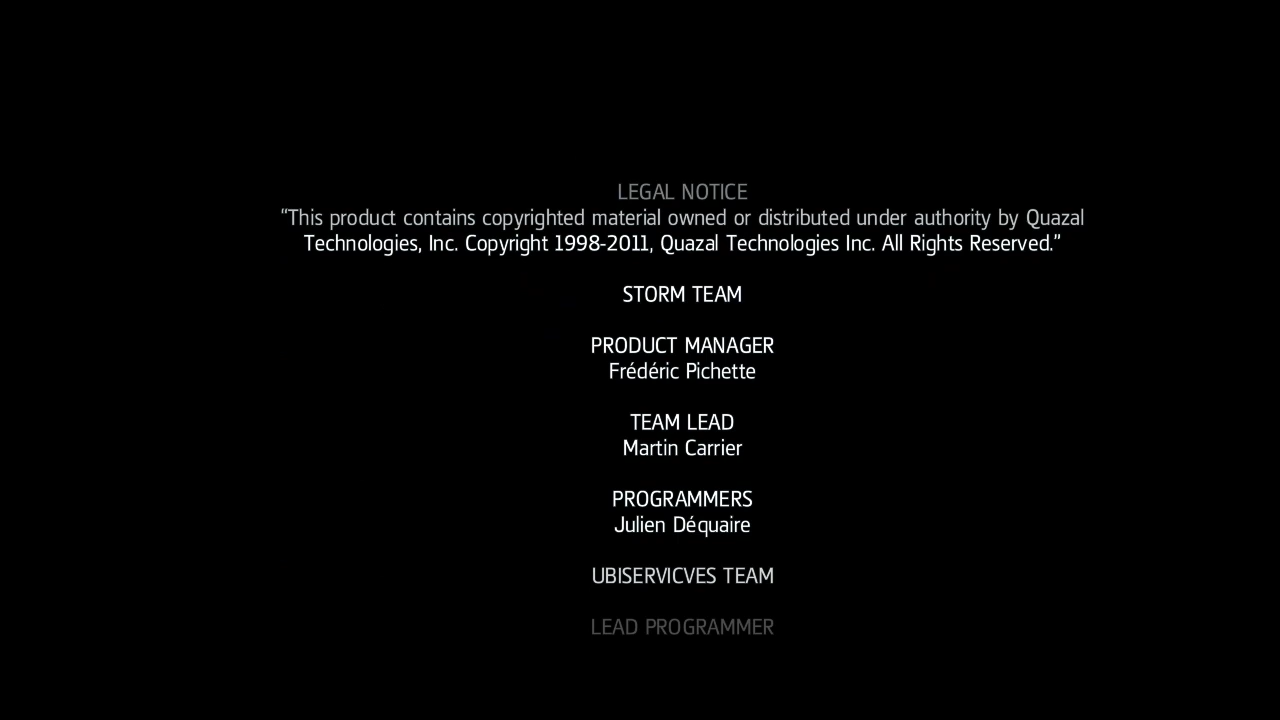 LEGAL NOTICE
“This product contains copyrighted material owned or distributed under authority by Quazal
Technologies, Inc. Copyright 1998-2011, Quazal Technologies Inc. All Rights Reserved.”
STORM TEAM
PRODUCT MANAGER
Frédéric Pichette
TEAM LEAD
Martin Carrier
PROGRAMMERS
Julien Déquaire
UBISERVICVES TEAM
LEAD PROGRAMMER